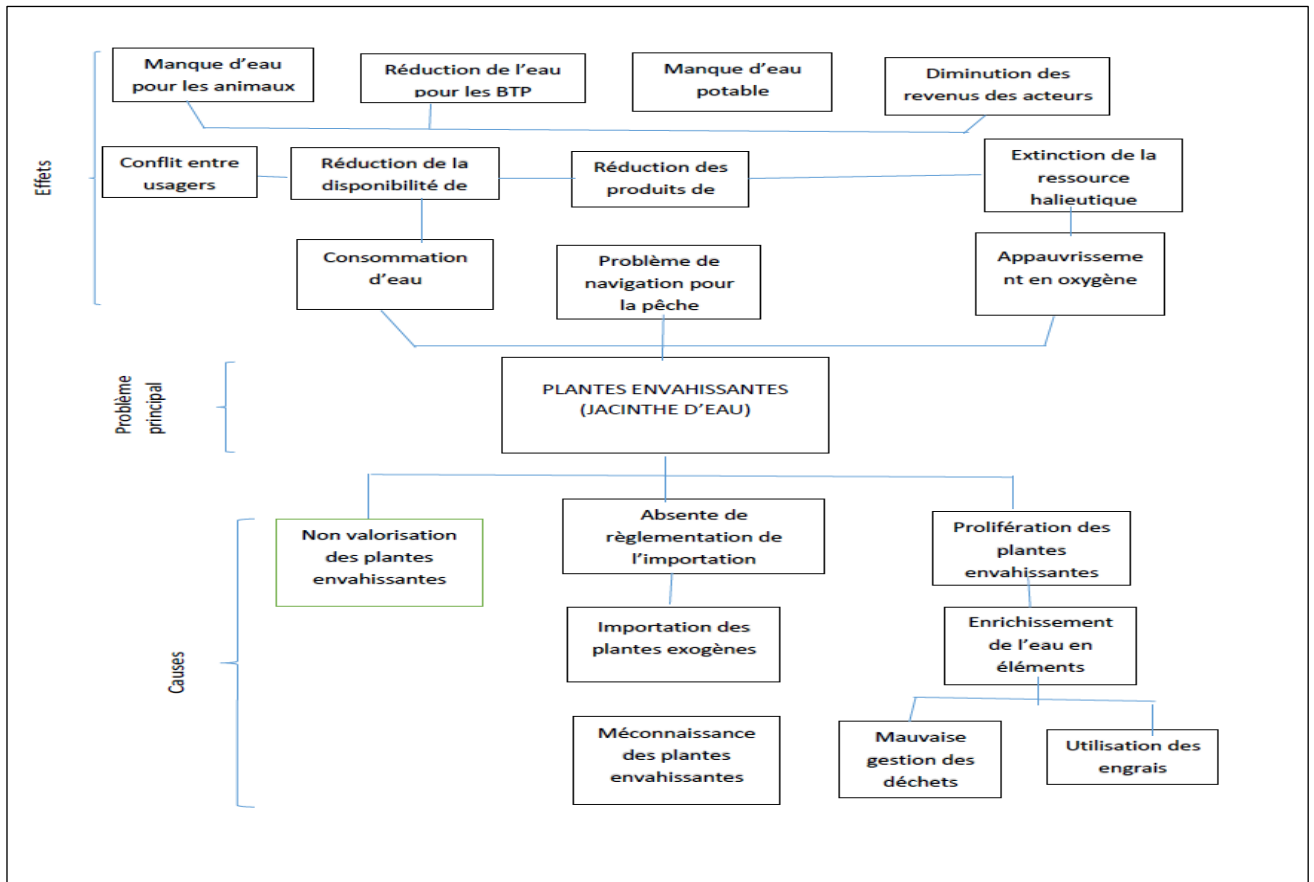 Manque d'eau
pour les animaux
Réduction de l'eau
pour les BTP
Manque d'eau
potable
Diminution des
revenus des acteurs
Effets
Conflit entre
usagers
Réduction de la
disponibilité de
Réduction des
produits de
Extinction de la
ressource
halieutique
Consommation
d'eau
Problème de
navigation pour
la pêche
Appauvrisseme
nt en oxygène
Problème
principal
PLANTES ENVAHISSANTES
(JACINTHE D'EAU)
Causes
Non valorisation
des plantes
envahissantes
Absente de
règlementation de
l'importation
Prolifération des
plantes
envahissantes
Importation des
plantes exogènes
Enrichissement
de l'eau en
éléments
Méconnaissance
des plantes
envahissantes
Mauvaise
gestion des
déchets
Utilisation des
engrais